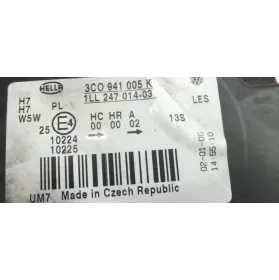 HELLA
3C0 941 005 K
1LL 247 014-03
H7
H7
W5W
PL
HC HR A
LES
25
E4
00 00 02
13S
10224
10225
02-01-06
14:55:10
UM7 Made in Czech Republic